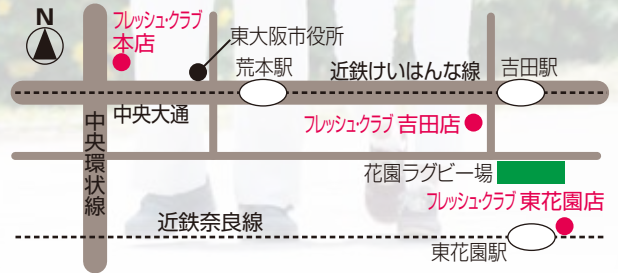 N
フレッシュ・クラブ
本店
東大阪市役所
荒本駅
近鉄けいはんな線
吉田駅
中央大通
フレッシュ・クラブ 吉田店
中央環状線
花園ラグビー場
フレッシュ・クラブ 東花園店
近鉄奈良線
東花園駅